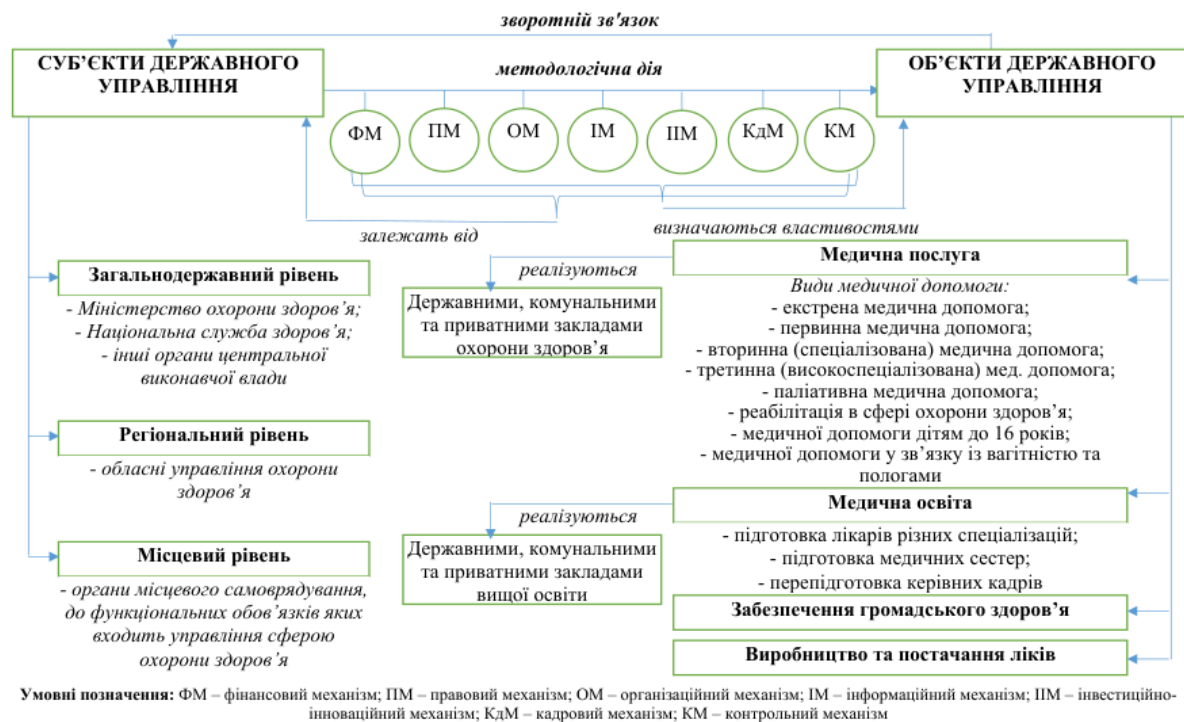 зворотній зв'язок
СУБ’ЄКТИ ДЕРЖАВНОГО
УПРАВЛІННЯ
методологічна дія
ОБ’ЄКТИ ДЕРЖАВНОГО
УПРАВЛІННЯ
ФМ
ПМ
ОМ
ІМ
ІІМ
КдМ
КМ
залежать від
визначаються властивостями
Загальнодержавний рівень
- Міністерство охорони здоров’я;
- Національна служба здоров’я;
- інші органи центральної
виконавчої влади
Регіональний рівень
- обласні управління охорони
здоров’я
Місцевий рівень
- органи місцевого самоврядування,
до функціональних обов’язків яких
входить управління сферою
охорони здоров’я
реалізуються
Державними, комунальними
та приватними закладами
охорони здоров’я
Медична послуга
Види медичної допомоги:
- екстрена медична допомога;
- первинна медична допомога;
- вторинна (спеціалізована) медична допомога;
- третинна (високоспеціалізована) мед. допомога;
- паліативна медична допомога;
- реабілітація в сфері охорони здоров’я;
- медичної допомоги дітям до 16 років;
- медичної допомоги у зв’язку із вагітністю та
пологами
реалізуються
Державними, комунальними
та приватними закладами
вищої освіти
Медична освіта
- підготовка лікарів різних спеціалізацій;
- підготовка медичних сестер;
- перепідготовка керівних кадрів
Забезпечення громадського здоров’я
Виробництво та постачання ліків
Умовні позначення: ФМ – фінансовий механізм; ПМ – правовий механізм; ОМ – організаційний механізм; ІМ – інформаційний механізм; ІІМ – інвестиційно-
інноваційний механізм; КдМ – кадровий механізм; КМ – контрольний механізм